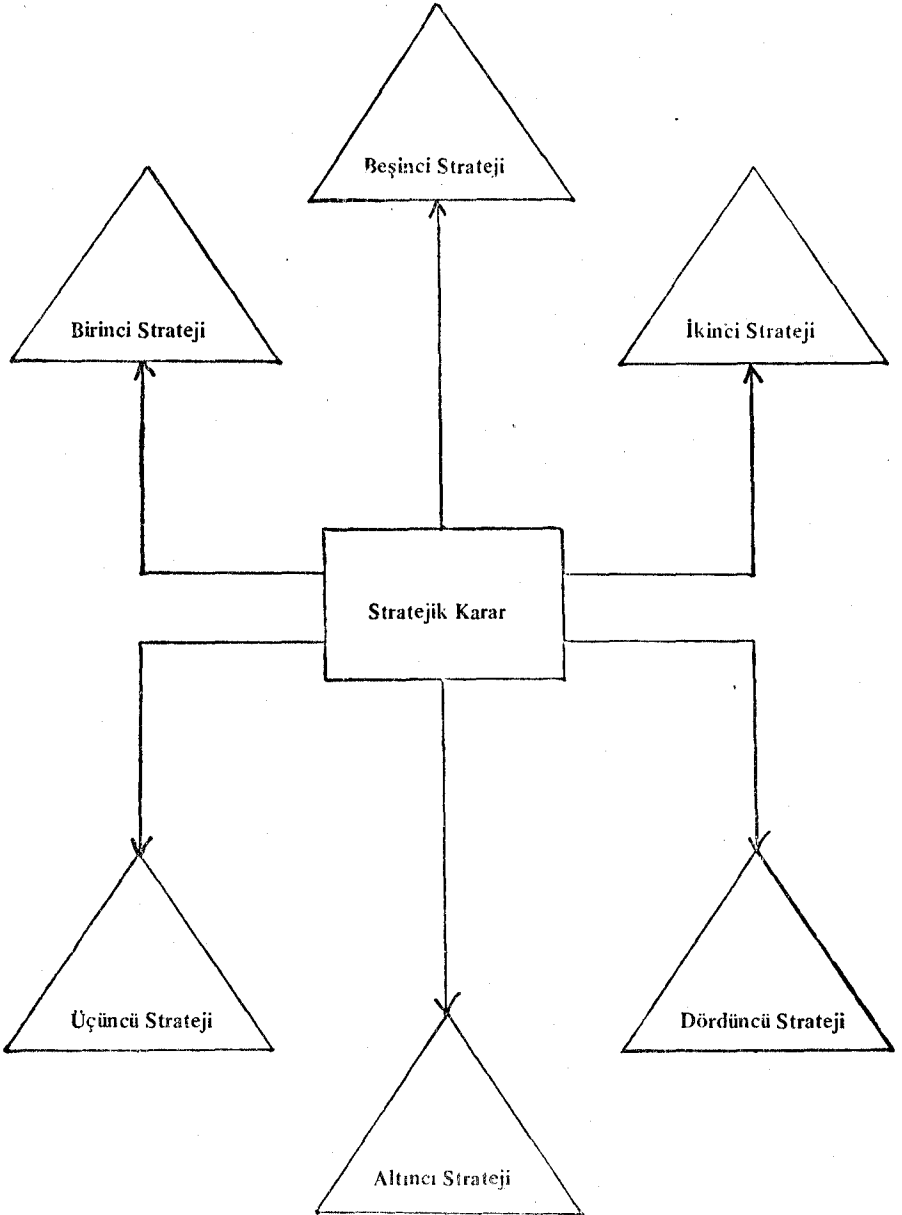 Beşinci Strateji
Birinci Strateji
İkinci Strateji
Stratejik Karar
Üçüncü Strateji
Dördüncü Strateji
Altıncı Strateji